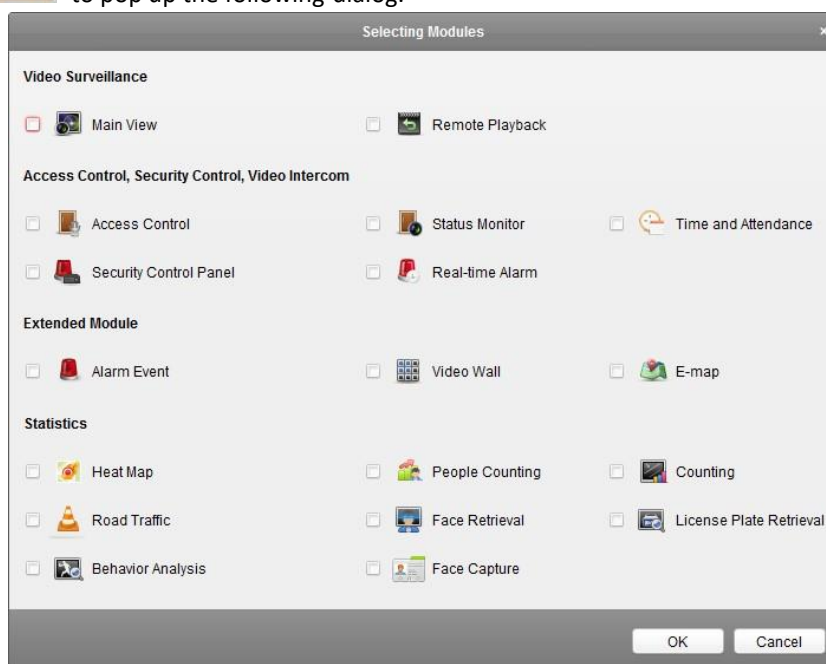 to pop up the following dialog.
Selecting Modules ×
Video Surveillance
Main View Remote Playback
Access Control, Security Control, Video Intercom
Access Control Status Monitor Time and Attendance
Security Control Panel Real-time Alarm
Extended Module
Alarm Event Video Wall E-map
Statistics
Heat Map People Counting Counting
Road Traffic Face Retrieval License Plate Retrieval
Behavior Analysis Face Capture
OK Cancel